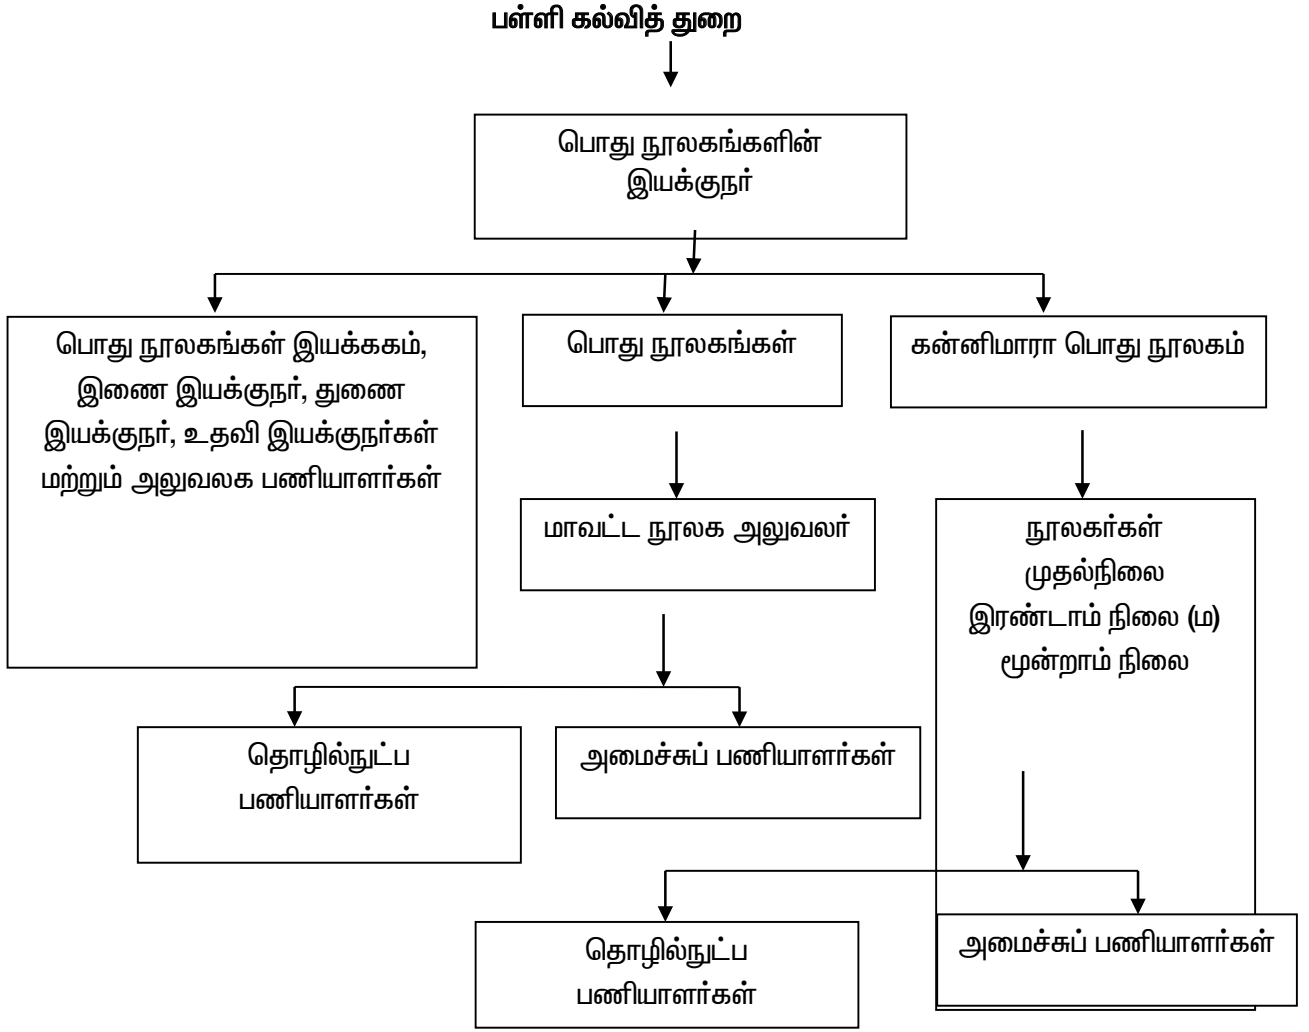 பள்ளி கல்வித் துறை
பொது நூலகங்களின்
இயக்குநர்
பொது நூலகங்கள் இயக்ககம்,
இணை இயக்குநர், துணை
இயக்குநர், உதவி இயக்குநர்கள்
மற்றும் அலுவலக பணியாளர்கள்
பொது நூலகங்கள்
கன்னிமாரா பொது நூலகம்
மாவட்ட நூலக அலுவலர்
நூலகர்கள்
முதல்நிலை
இரண்டாம் நிலை (ம)
மூன்றாம் நிலை
தொழில்நுட்ப
பணியாளர்கள்
அமைச்சுப் பணியாளர்கள்
தொழில்நுட்ப
பணியாளர்கள்
அமைச்சுப் பணியாளர்கள்